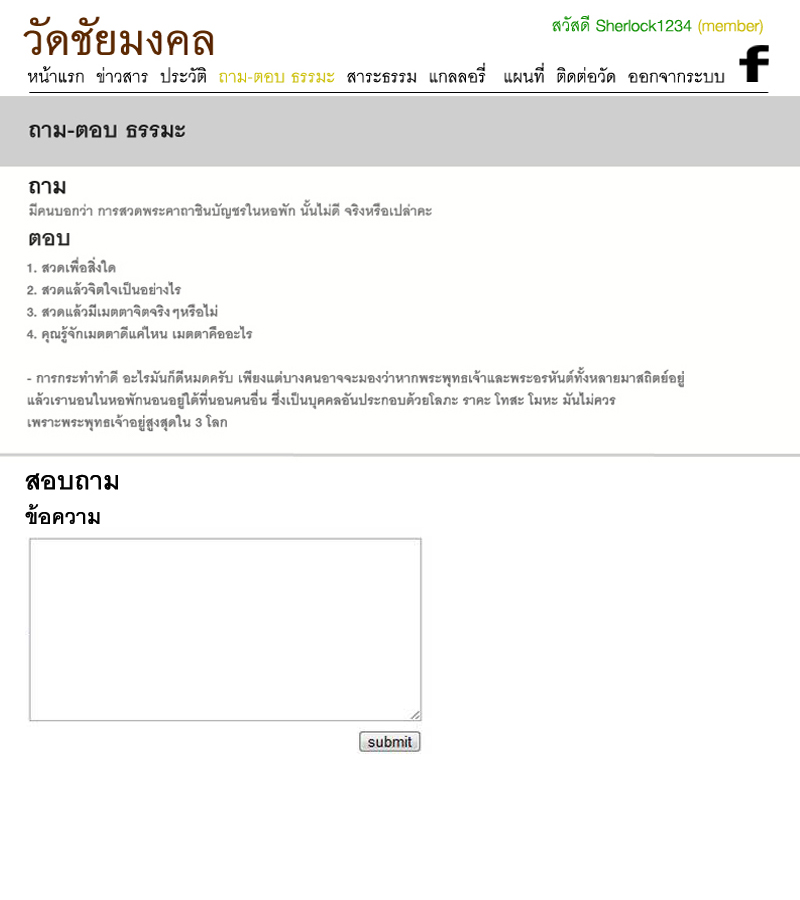 วัดชัยมงคล
สวัสดี Sherlock1234 (member)
หน้าแรก ข่าวสาร ประวัติ ถาม-ตอบ ธรรมะ สาระธรรม แกลลอรี่ แผนที่ ติดต่อวัด ออกจากระบบ
f
ถาม-ตอบ ธรรมะ
ถาม
มีคนบอกว่า การสวดพระคาถาชินบัญชรในหอพัก นั้นไม่ดี จริงหรือเปล่าคะ
ตอบ
1. สวดเพื่อสิ่งใด
2. สวดแล้วจิตใจเป็นอย่างไร
3. สวดแล้วมีเมตตาจิตจริงๆหรือไม่
4. คุณรู้จักเมตตาดีแค่ไหน เมตตาคืออะไร
- การกระทำทำดี อะไรมันก็ดีหมดครับ เพียงแต่บางคนอาจจะมองว่าหากพระพุทธเจ้าและพระอรหันต์ทั้งหลายมาสถิตย์อยู่
แล้วเรานอนในหอพักนอนอยู่ใต้ที่นอนคนอื่น ซึ่งเป็นบุคคลอันประกอบด้วยโลภะ ราคะ โทสะ โมหะ มันไม่ควร
เพราะพระพุทธเจ้าอยู่สูงสุดใน 3 โลก
สอบถาม
ข้อความ
submit